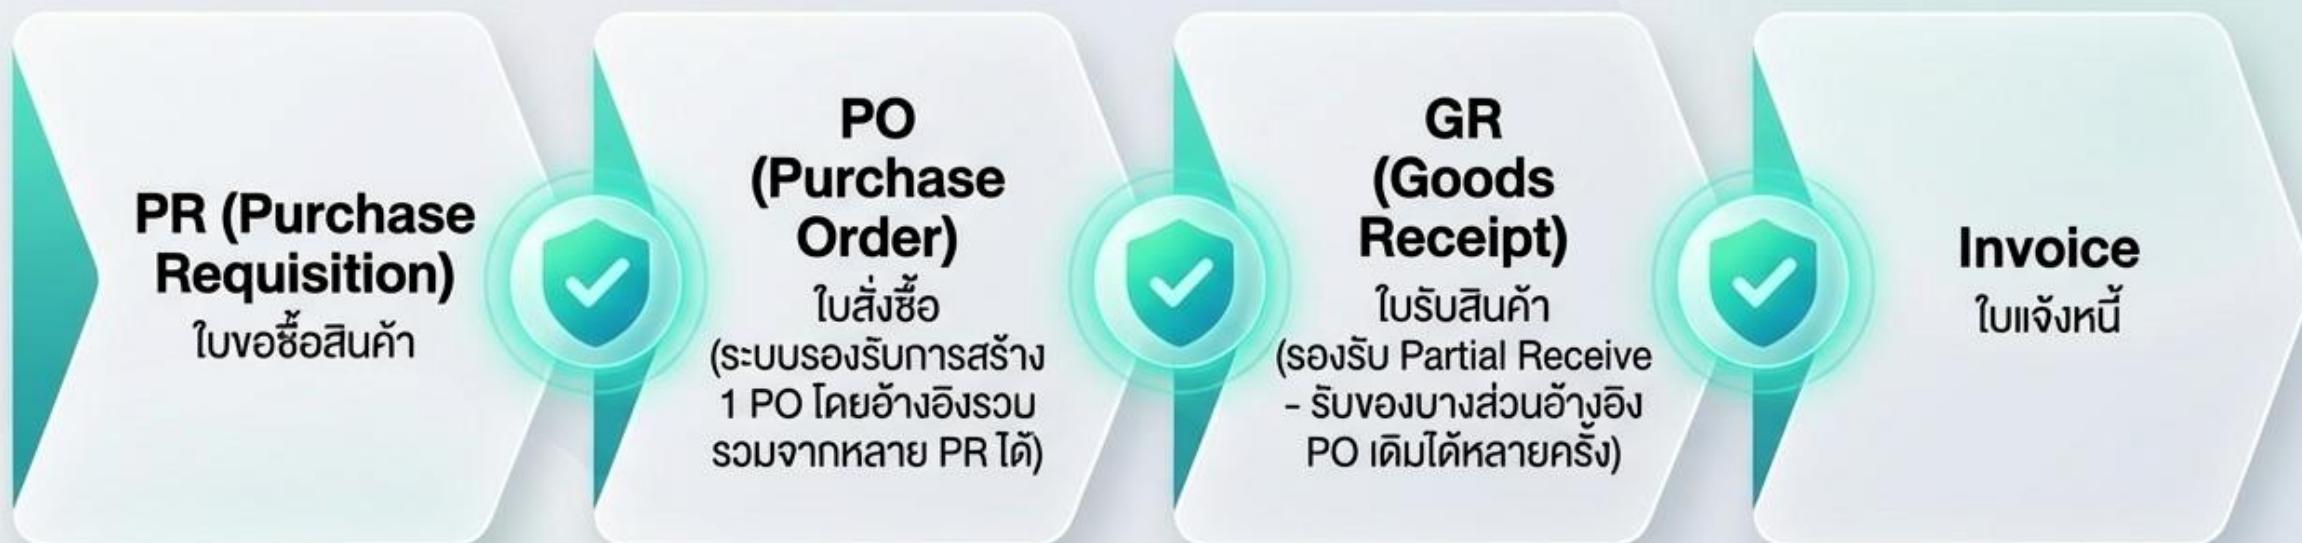 PR (Purchase
Requisition)
ใบขอซื้อสินค้า
PO
(Purchase
Order)
ใบสั่งซื้อ
(ระบบรองรับการสร้าง
1 PO โดยอ้างอิงรวบ
รวมจากหลาย PR ได้)
GR
(Goods
Receipt)
ใบรับสินค้า
(รองรับ Partial Receive
- รับของบางส่วนอ้างอิง
PO เดิมได้หลายครั้ง)
Invoice
ใบแจ้งหนี้